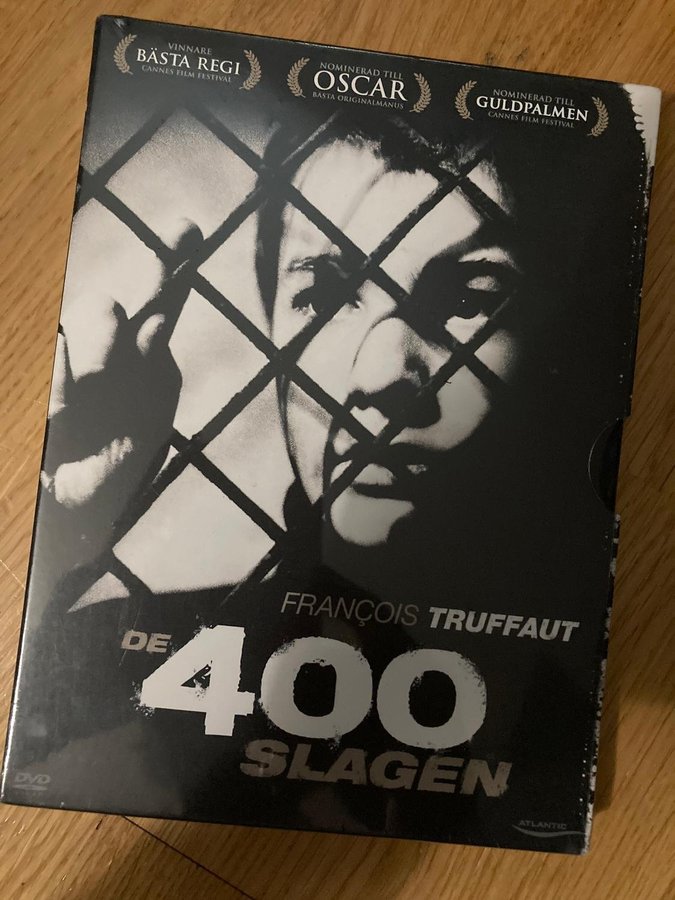 VINNARE
BÄSTA REGI
CANNES FILM FESTIVAL
NOMINERAD TILL
OSCAR
BÄSTA ORIGINALMANUS
NOMINERAD TILL
GULDPALMEN
CANNES FILM FESTIVAL
FRANÇOIS TRUFFAUT
DE
400
SLAGEN
DVD
ATLANTIC